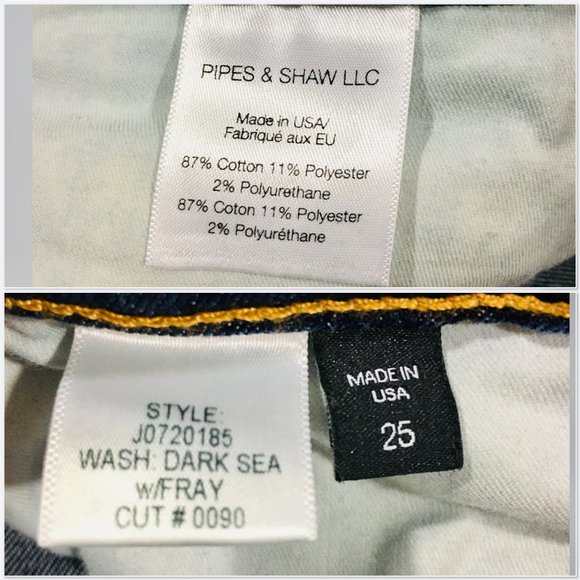 PIPES & SHAW LLC
Made in USA/
Fabriqué aux EU
87% Cotton 11% Polyester
2% Polyurethane
87% Coton 11% Polyester
2% Polyuréthane
STYLE:
J0720185
WASH: DARK SEA
w/FRAY
CUT # 0090
MADE IN
USA
25